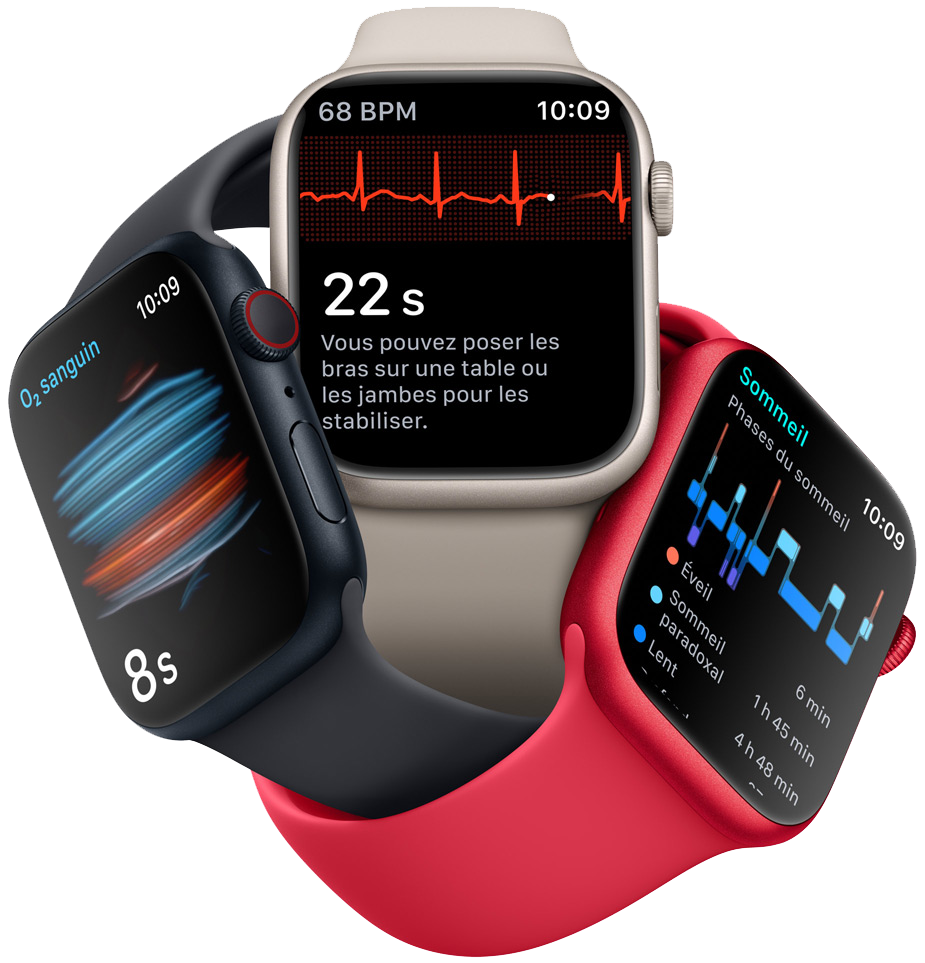 68 BPM
10:09
22 s
Vous pouvez poser les
bras sur une table ou
les jambes pour les
stabiliser.
10:09
O₂ sanguin
8s
Sommeil
Phases du sommeil
10:09
Éveil
6 min
Sommeil
paradoxal
1 h 45 min
Lent
4 h 48 min